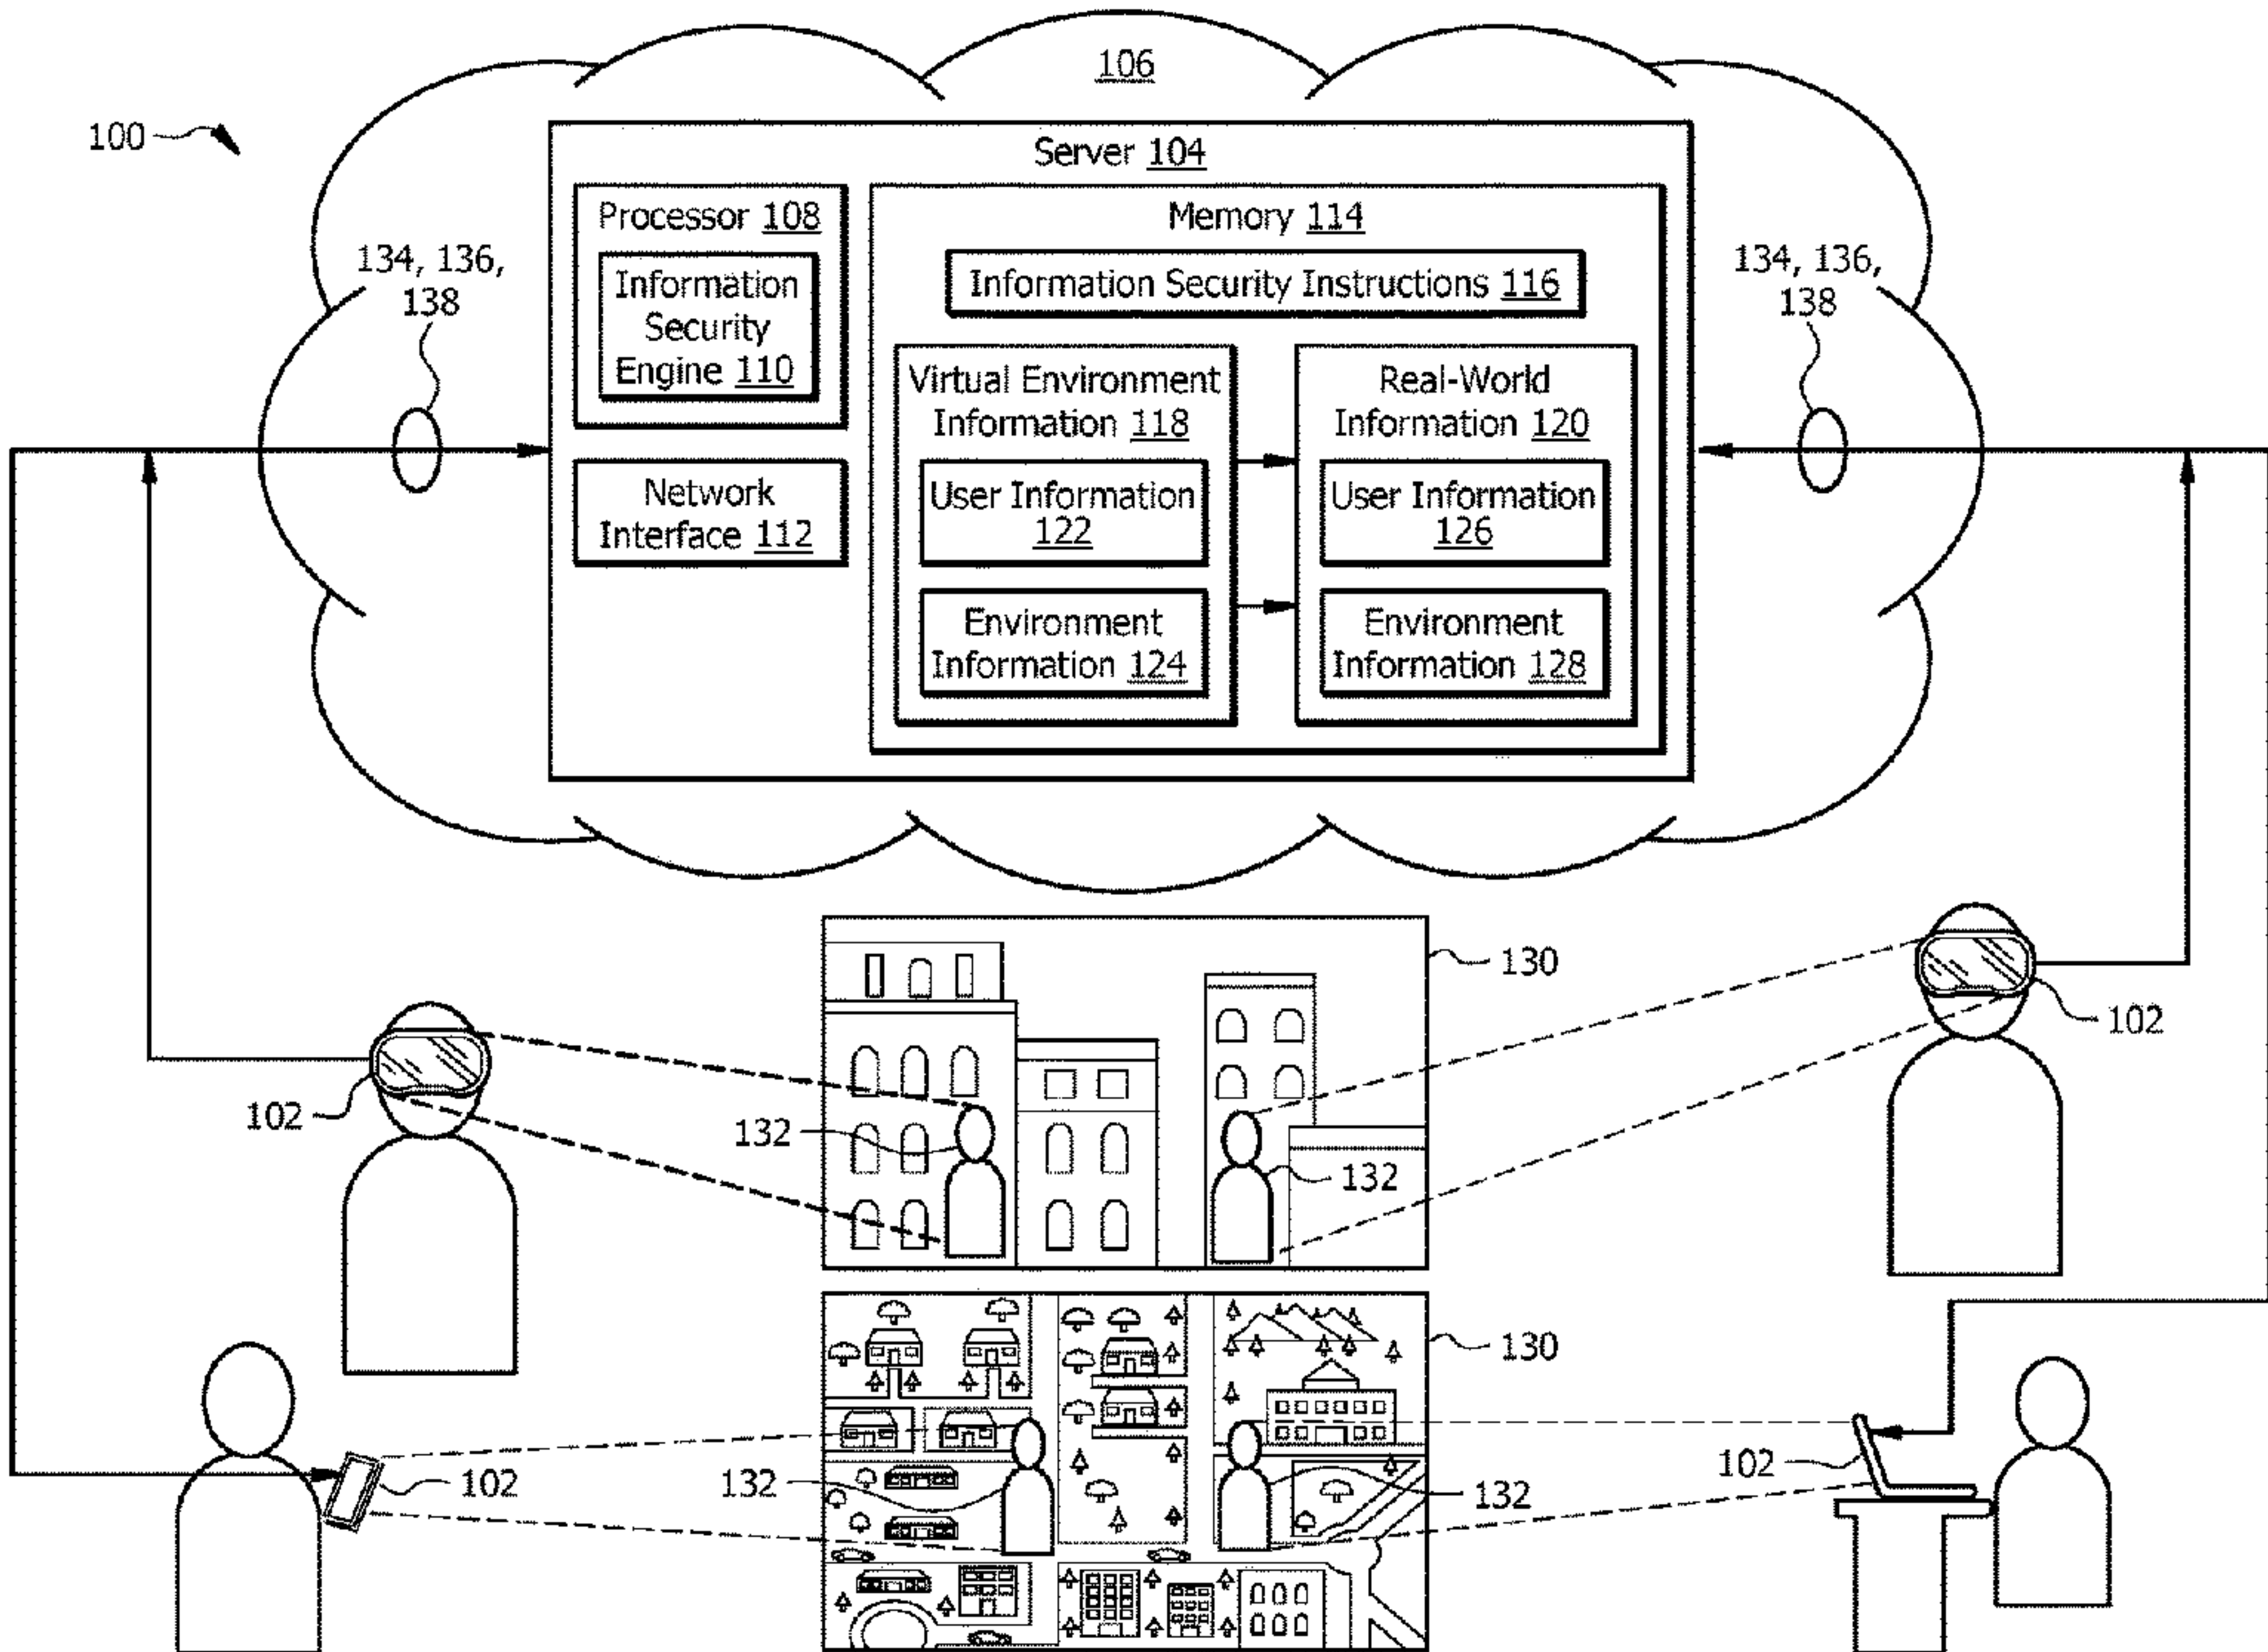 106
100
Server 104
Processor 108
Information
Security
Engine 110
Network
Interface 112
Memory 114
Information Security Instructions 116
Virtual Environment
Information 118
User Information
122
Environment
Information 124
Real-World
Information 120
User Information
126
Environment
Information 128
134, 136,
138
134, 136,
138
130
102
102
132
132
130
102
132
132
102